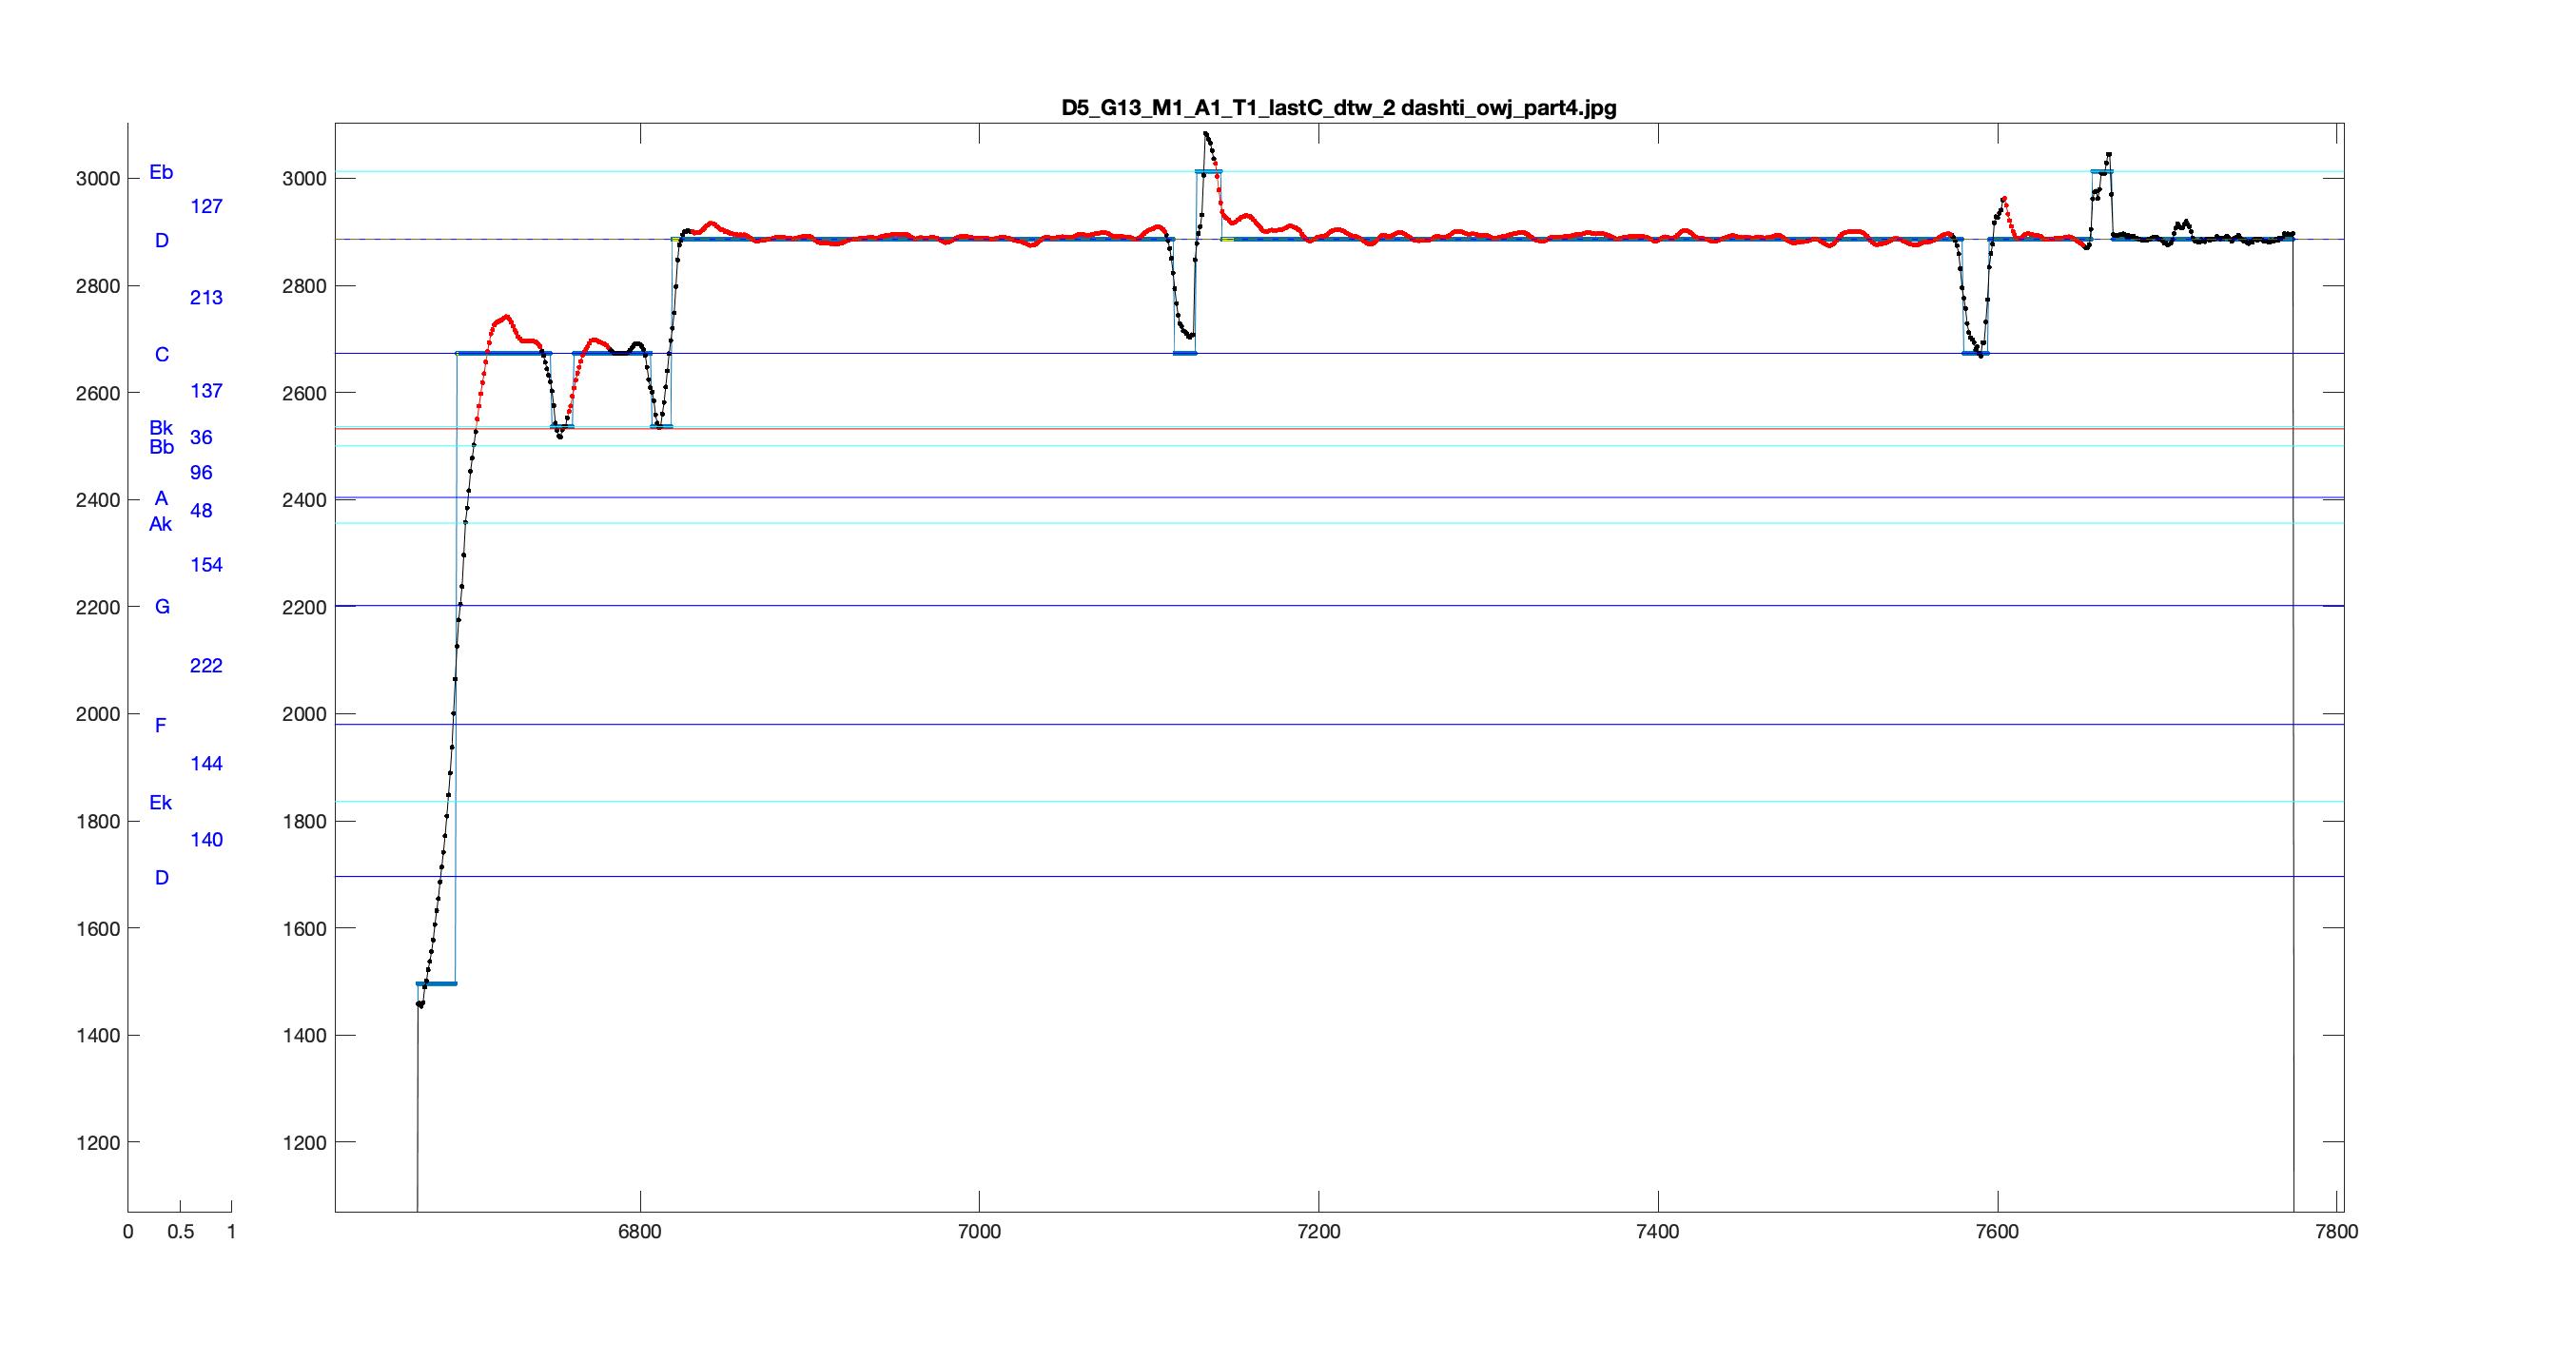 D5_G13_M1_A1_T1_lastC_dtw_2 dashti_owj_part4.jpg
3000 Eb 3000
127
D
2800 213 2800
C
2600 137 2600
Bk 36
Bb
96
2400 A 2400
48
Ak
154
2200 G 2200
222
2000 F 2000
144
1800 Ek 1800
140
D
1600 1600
1400 1400
1200 1200
0 0.5 1 6800 7000 7200 7400 7600 7800